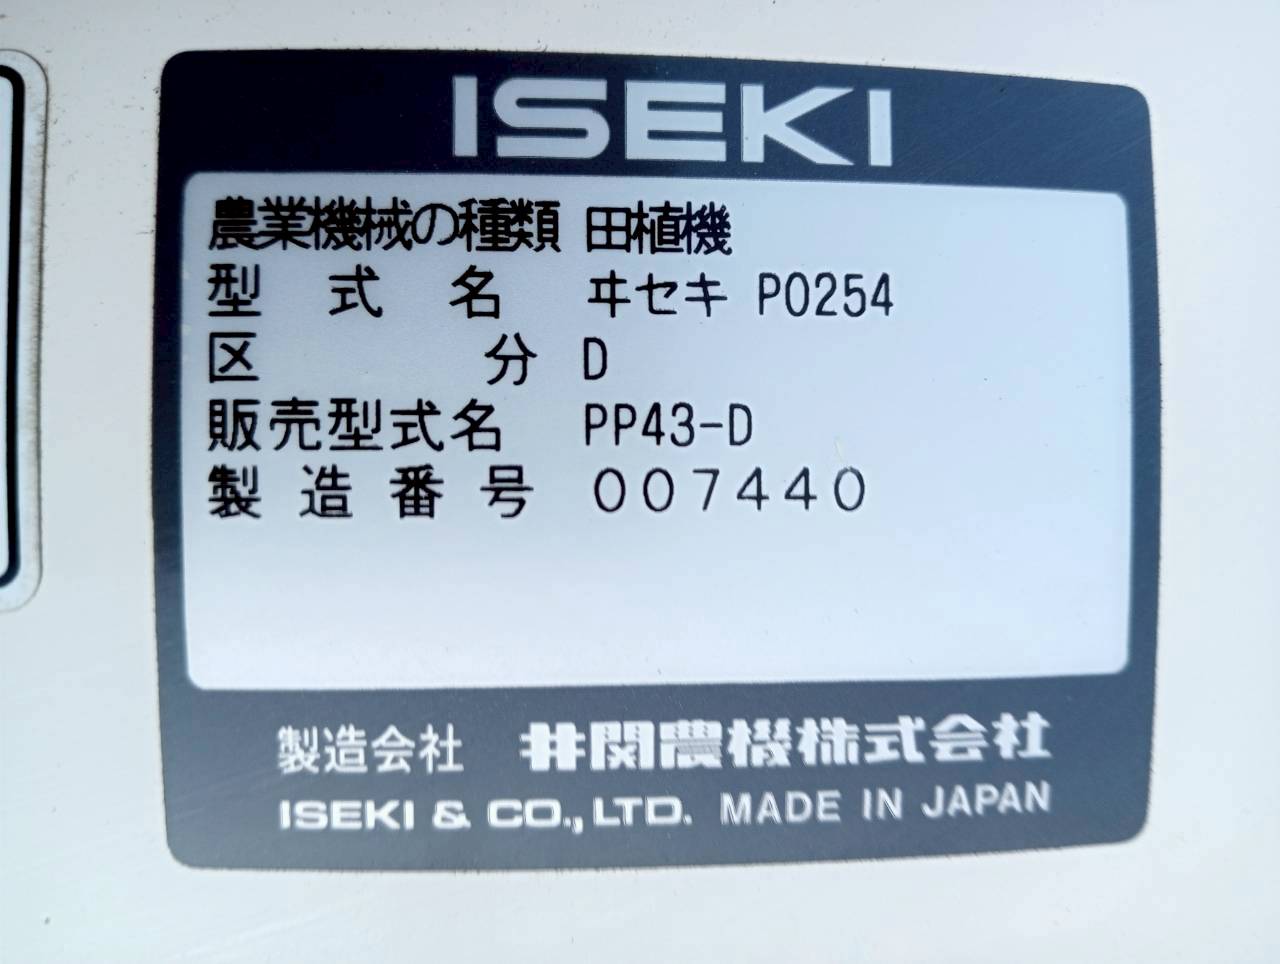 ISEKI
農業機械の種類 田植機
型式名 ヰセキ PO254
区分 D
販売型式名 PP43-D
製造番号 007440
製造会社 井関農機株式会社
ISEKI & CO., LTD. MADE IN JAPAN